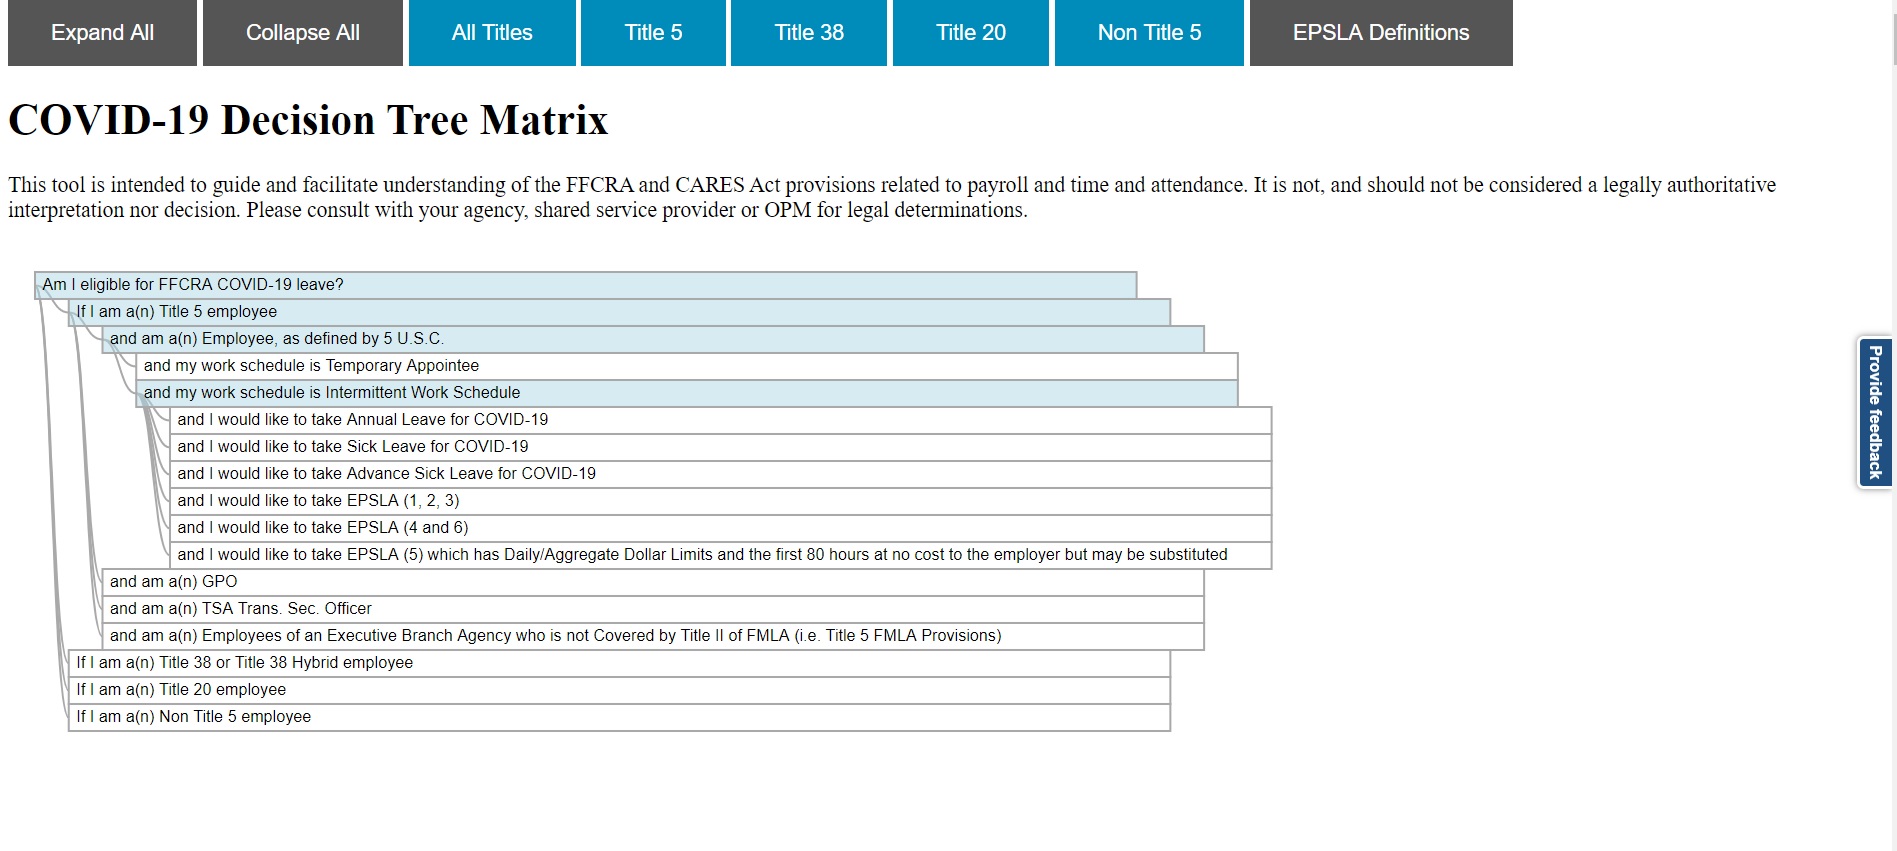 Expand All
Collapse All
All Titles
Title 5
Title 38
Title 20
Non Title 5
EPSLA Definitions
COVID-19 Decision Tree Matrix
This tool is intended to guide and facilitate understanding of the FFCRA and CARES Act provisions related to payroll and time and attendance. It is not, and should not be considered a legally authoritative
interpretation nor decision. Please consult with your agency, shared service provider or OPM for legal determinations.
Am I eligible for FFCRA COVID-19 leave?
If I am a(n) Title 5 employee
and am a(n) Employee, as defined by 5 U.S.C.
and my work schedule is Temporary Appointee
and my work schedule is Intermittent Work Schedule
and I would like to take Annual Leave for COVID-19
and I would like to take Sick Leave for COVID-19
and I would like to take Advance Sick Leave for COVID-19
and I would like to take EPSLA (1, 2, 3)
and I would like to take EPSLA (4 and 6)
and I would like to take EPSLA (5) which has Daily/Aggregate Dollar Limits and the first 80 hours at no cost to the employer but may be substituted
and am a(n) GPO
and am a(n) TSA Trans. Sec. Officer
and am a(n) Employees of an Executive Branch Agency who is not Covered by Title II of FMLA (i.e. Title 5 FMLA Provisions)
If I am a(n) Title 38 or Title 38 Hybrid employee
If I am a(n) Title 20 employee
If I am a(n) Non Title 5 employee
Provide feedback